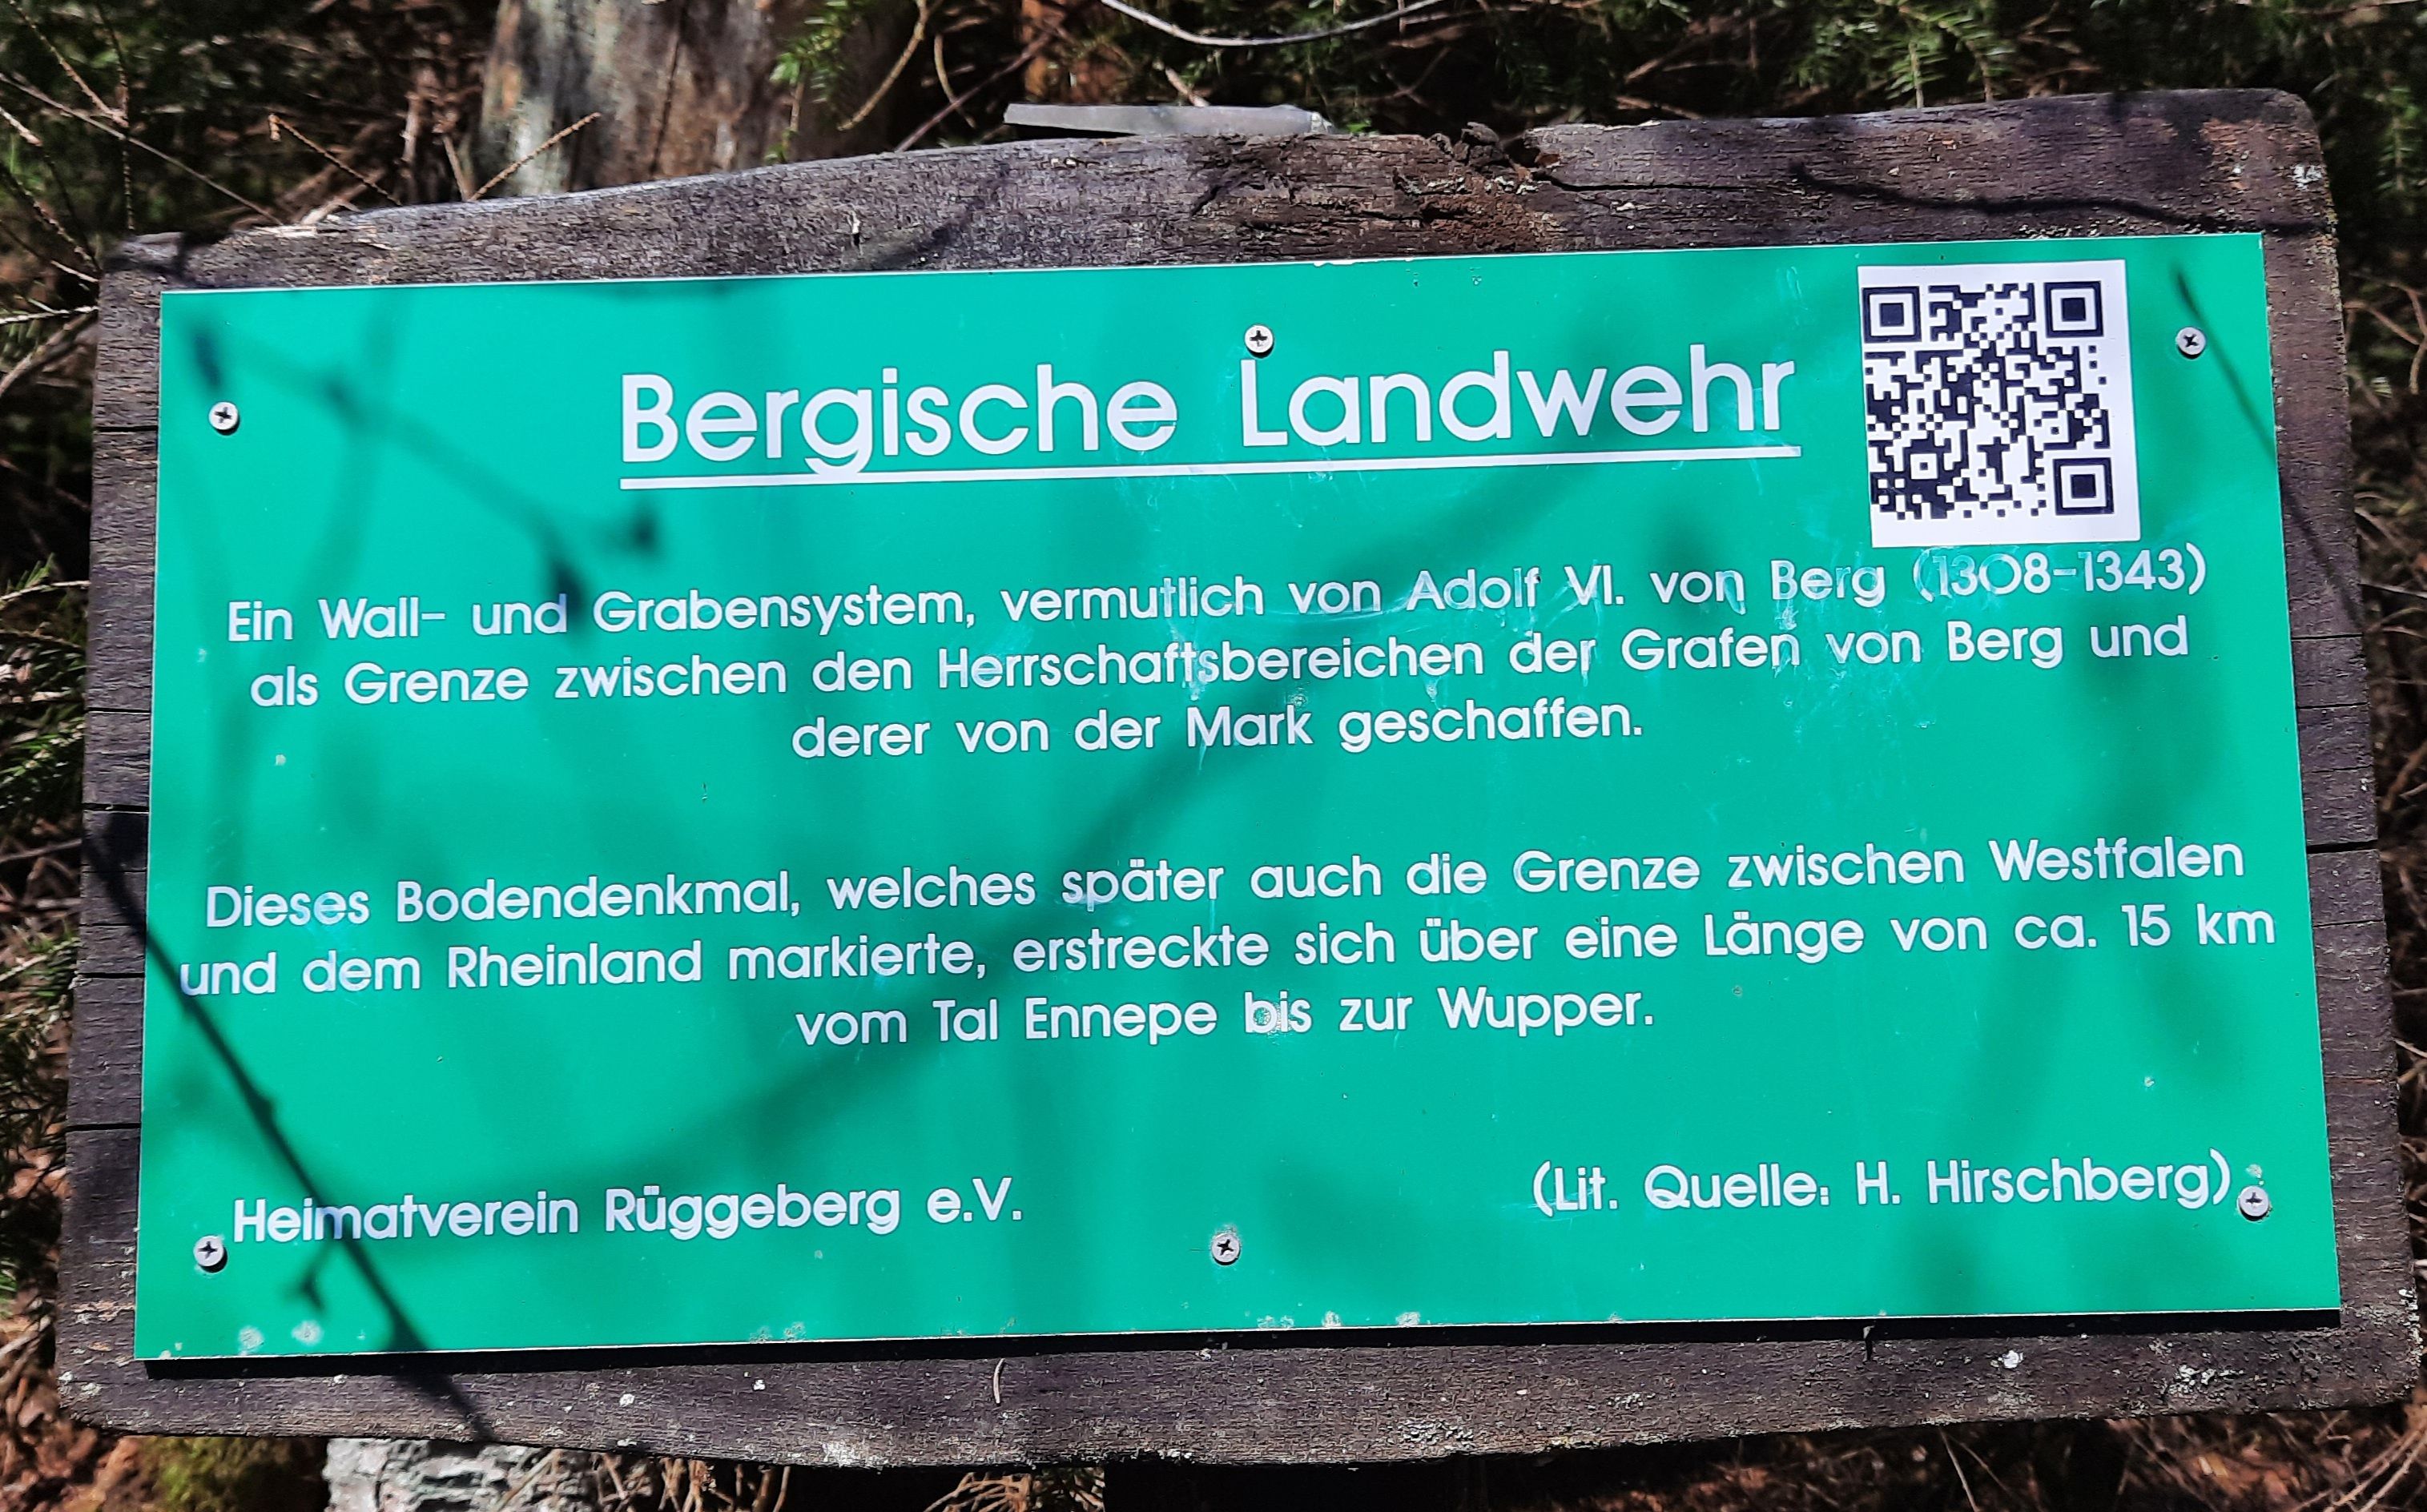 Bergische Landwehr
Ein Wall- und Grabensystem, vermutlich von Adolf VI. von Berg (1308-1343)
als Grenze zwischen den Herrschaftsbereichen der Grafen von Berg und
derer von der Mark geschaffen.
Dieses Bodendenkmal, welches später auch die Grenze zwischen Westfalen
und dem Rheinland markierte, erstreckte sich über eine Länge von ca. 15 km
vom Tal Ennepe bis zur Wupper.
Heimatverein Rüggeberg e.V.
(Lit. Quelle: H. Hirschberg)